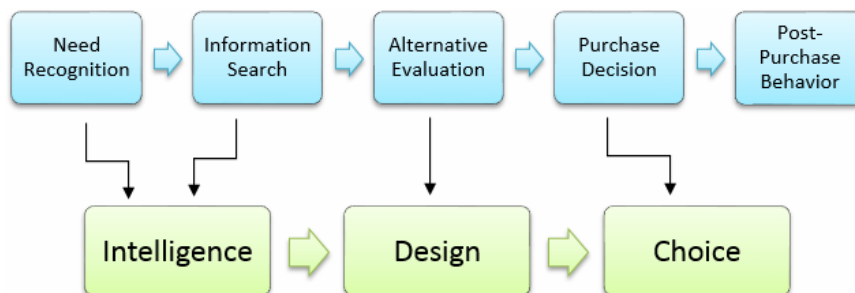 Need
Recognition
Information
Search
Alternative
Evaluation
Purchase
Decision
Post-
Purchase
Behavior
Intelligence
Design
Choice